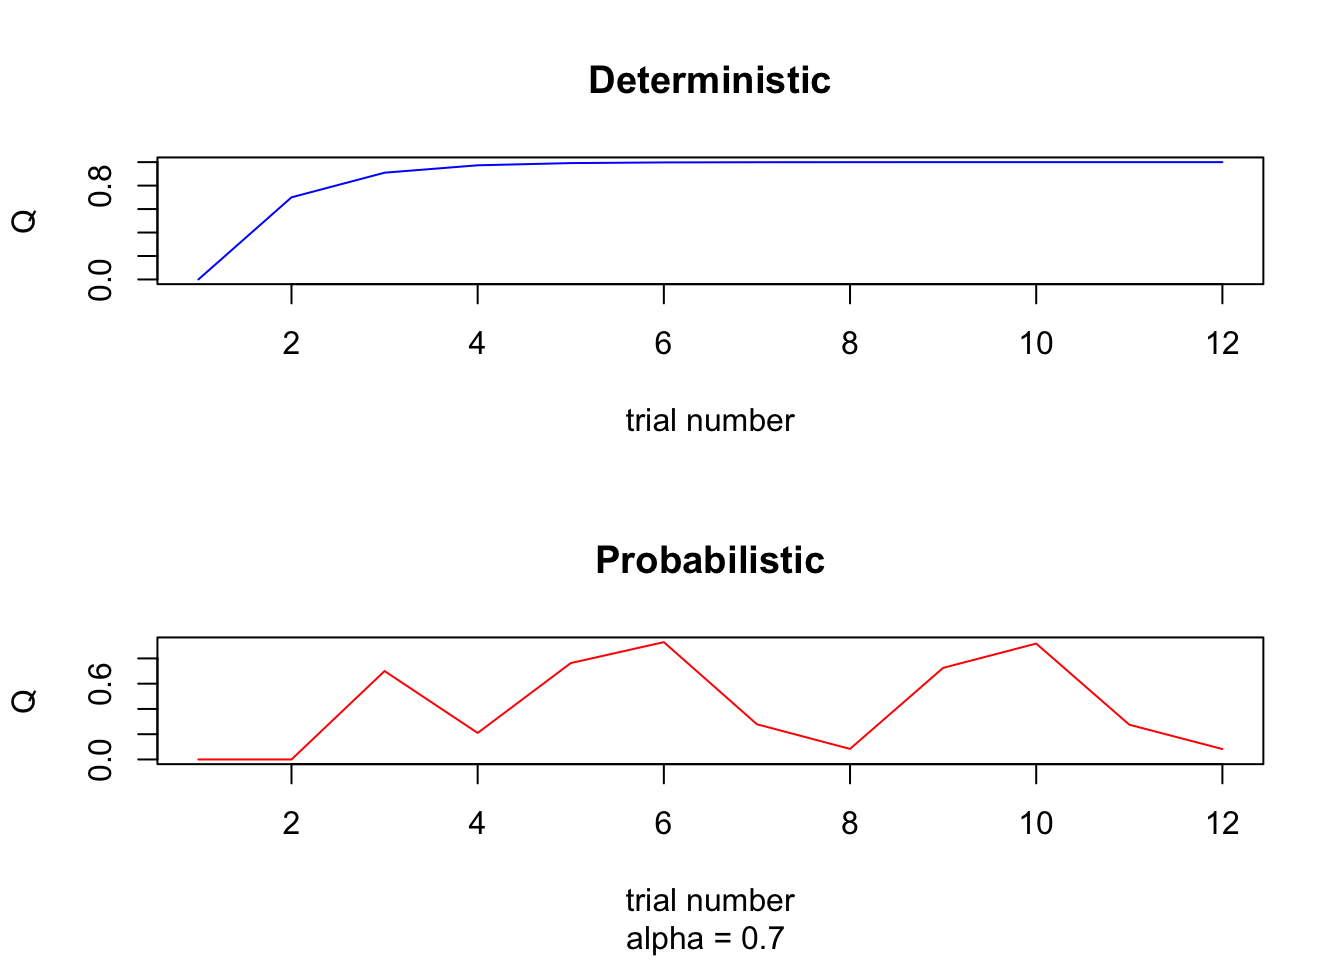 Deterministic
Q
0.8
0.0
2 4 6 8 10 12
trial number
Probabilistic
Q
0.6
0.0
2 4 6 8 10 12
trial number
alpha = 0.7